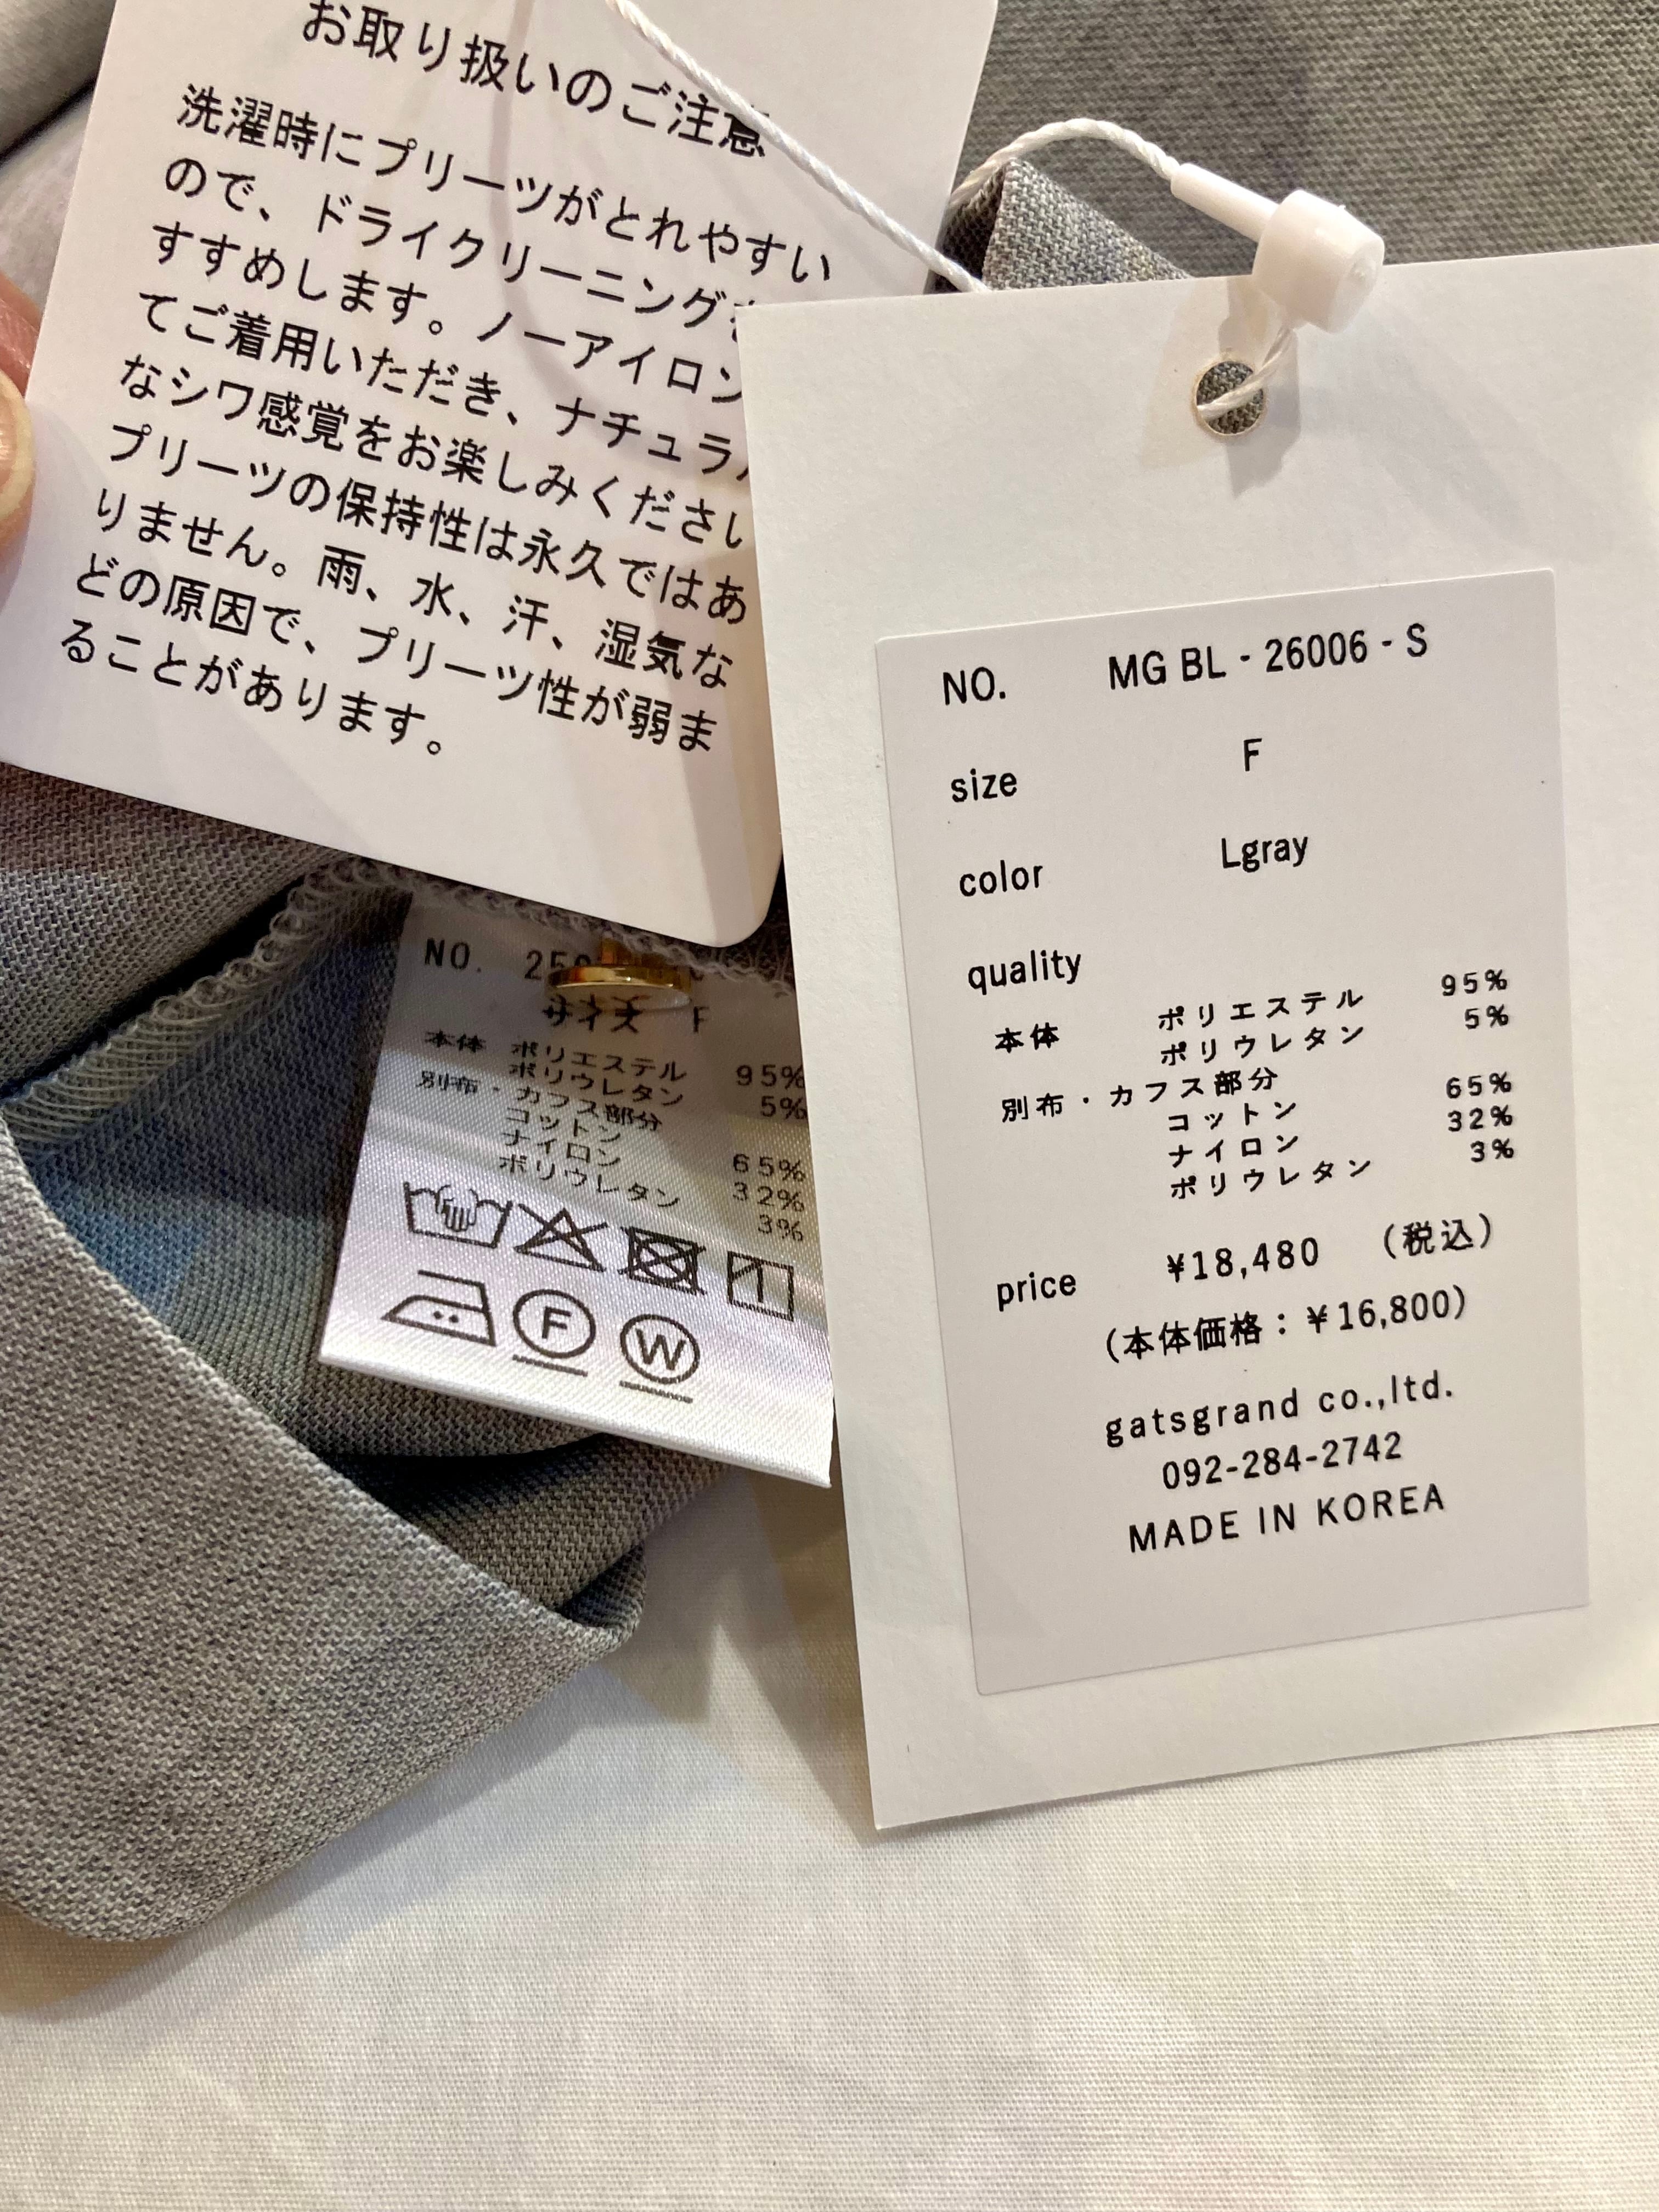 お取り扱いのご注意
洗濯時にプリーツがとれやすい
ので、ドライクリーニングを
すすめします。ノーアイロン
てご着用いただき、ナチュラル
なシワ感覚をお楽しみください
プリーツの保持性は永久ではあ
りません。雨、水、汗、湿気な
どの原因で、プリーツ性が弱ま
ることがあります。
NO.
サイズ F
本体 ポリエステル 95%
ポリウレタン 5%
別布・カフス部分
コットン 65%
ナイロン 32%
ポリウレタン 3%
1
F
W
NO. MG BL - 26006 - S
size F
color Lgray
quality
本体 ポリエステル 95%
ポリウレタン 5%
別布・カフス部分
コットン 65%
ナイロン 32%
ポリウレタン 3%
price ¥18,480 (税込)
(本体価格:¥16,800)
gatsgrand co.,ltd.
092-284-2742
MADE IN KOREA